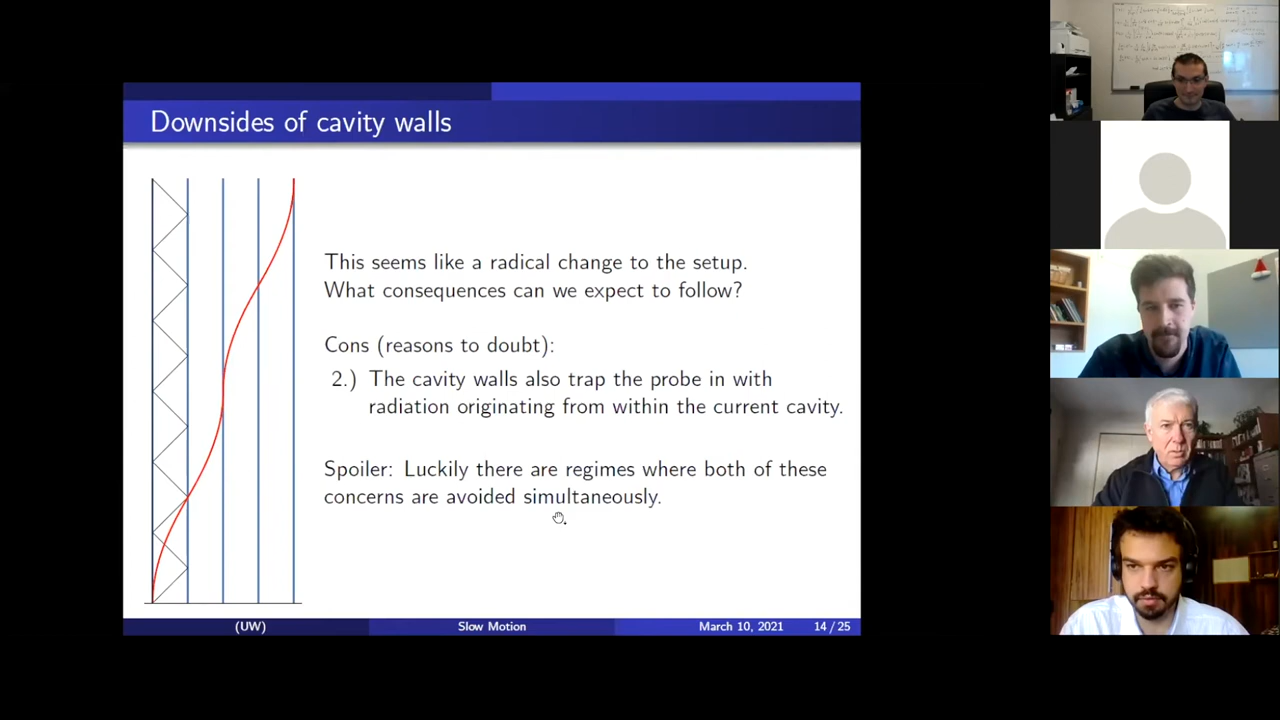 Downsides of cavity walls
This seems like a radical change to the setup.
What consequences can we expect to follow?
Cons (reasons to doubt):
2.) The cavity walls also trap the probe in with
radiation originating from within the current cavity.
Spoiler: Luckily there are regimes where both of these
concerns are avoided simultaneously.
(UW) Slow Motion March 10, 2021 14 / 25